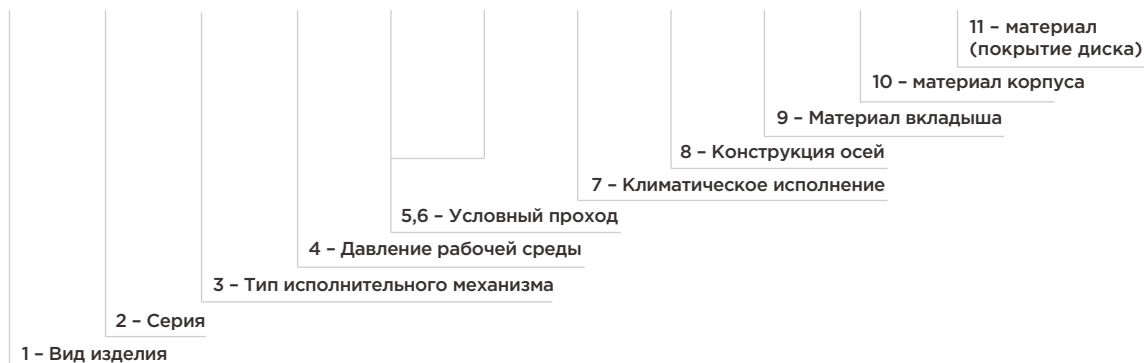 11 – материал
(покрытие диска)
10 – материал корпуса
9 – Материал вкладыша
8 – Конструкция осей
7 – Климатическое исполнение
5,6 – Условный проход
4 – Давление рабочей среды
3 – Тип исполнительного механизма
2 – Серия
1 – Вид изделия